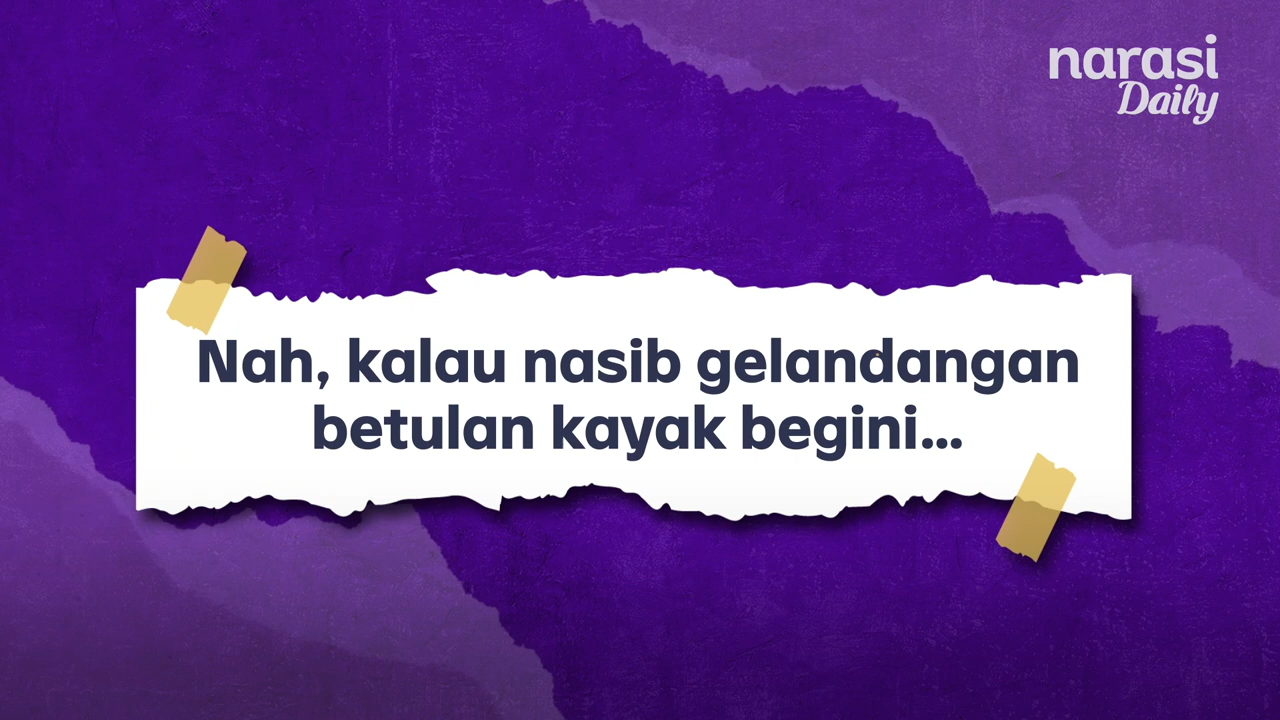 narasi
Daily
Nah, kalau nasib gelandangan
betulan kayak begini...